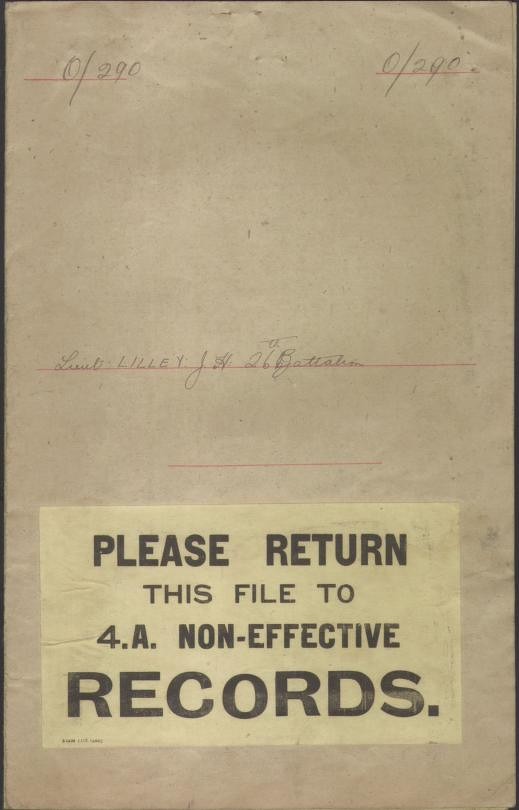 0/290 0/290.
Lieut. LILLEY. J H. 26th Battalion
PLEASE RETURN
THIS FILE TO
4.A. NON-EFFECTIVE
RECORDS.